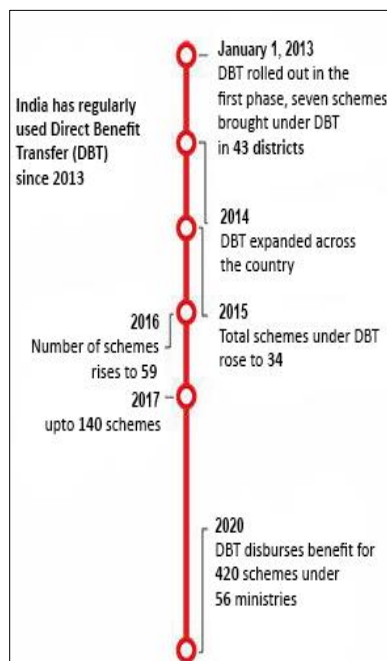 January 1, 2013
DBT rolled out in the
first phase, seven schemes
brought under DBT
in 43 districts
India has regularly
used Direct Benefit
Transfer (DBT)
since 2013
2014
DBT expanded across
the country
2015
Total schemes under DBT
rose to 34
2016
Number of schemes
rises to 59
2017
upto 140 schemes
2020
DBT disburses benefit for
420 schemes under
56 ministries